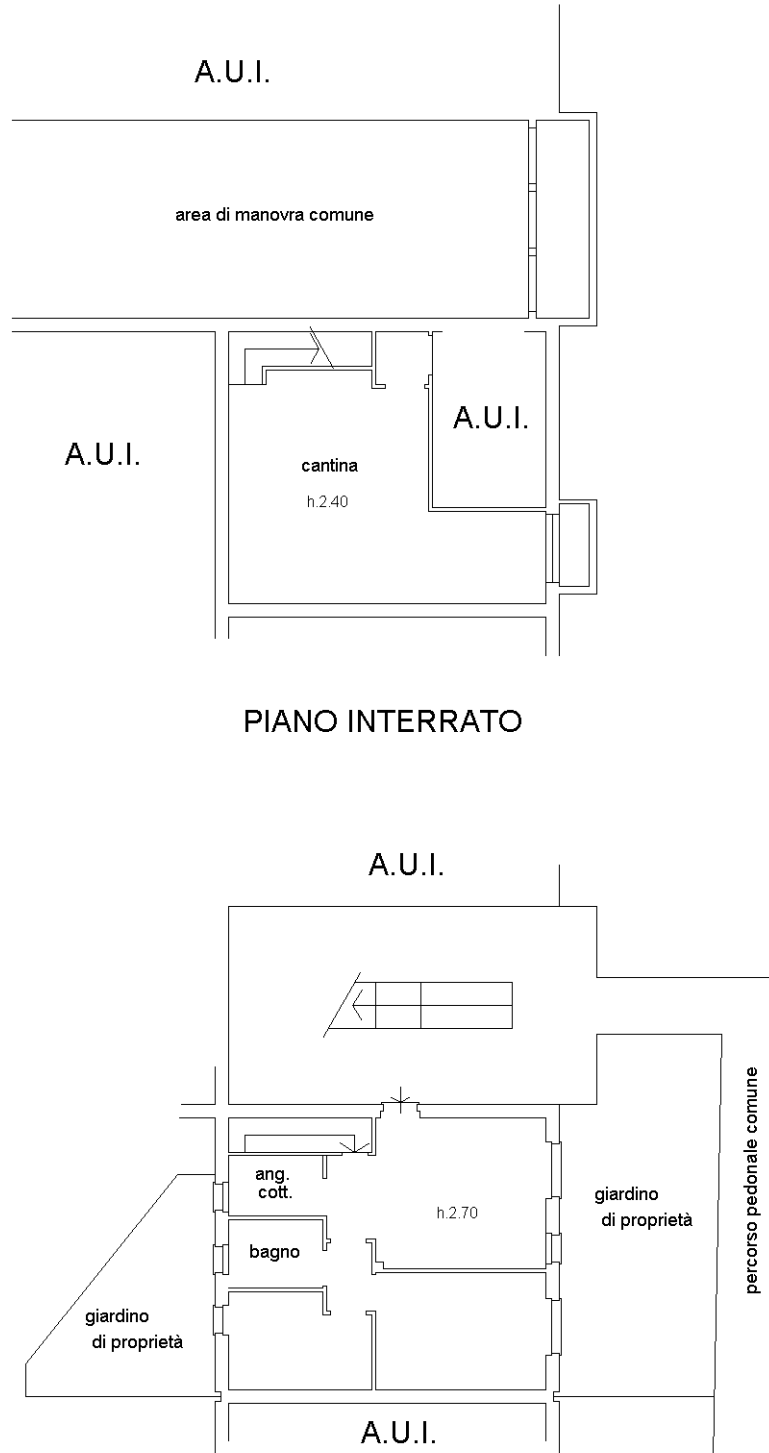 A.U.I.
area di manovra comune
A.U.I.
A.U.I.
cantina
h.2.40
PIANO INTERRATO
A.U.I.
percorso pedonale comune
ang.
cott.
h.2.70
giardino
di proprietà
bagno
giardino
di proprietà
A.U.I.